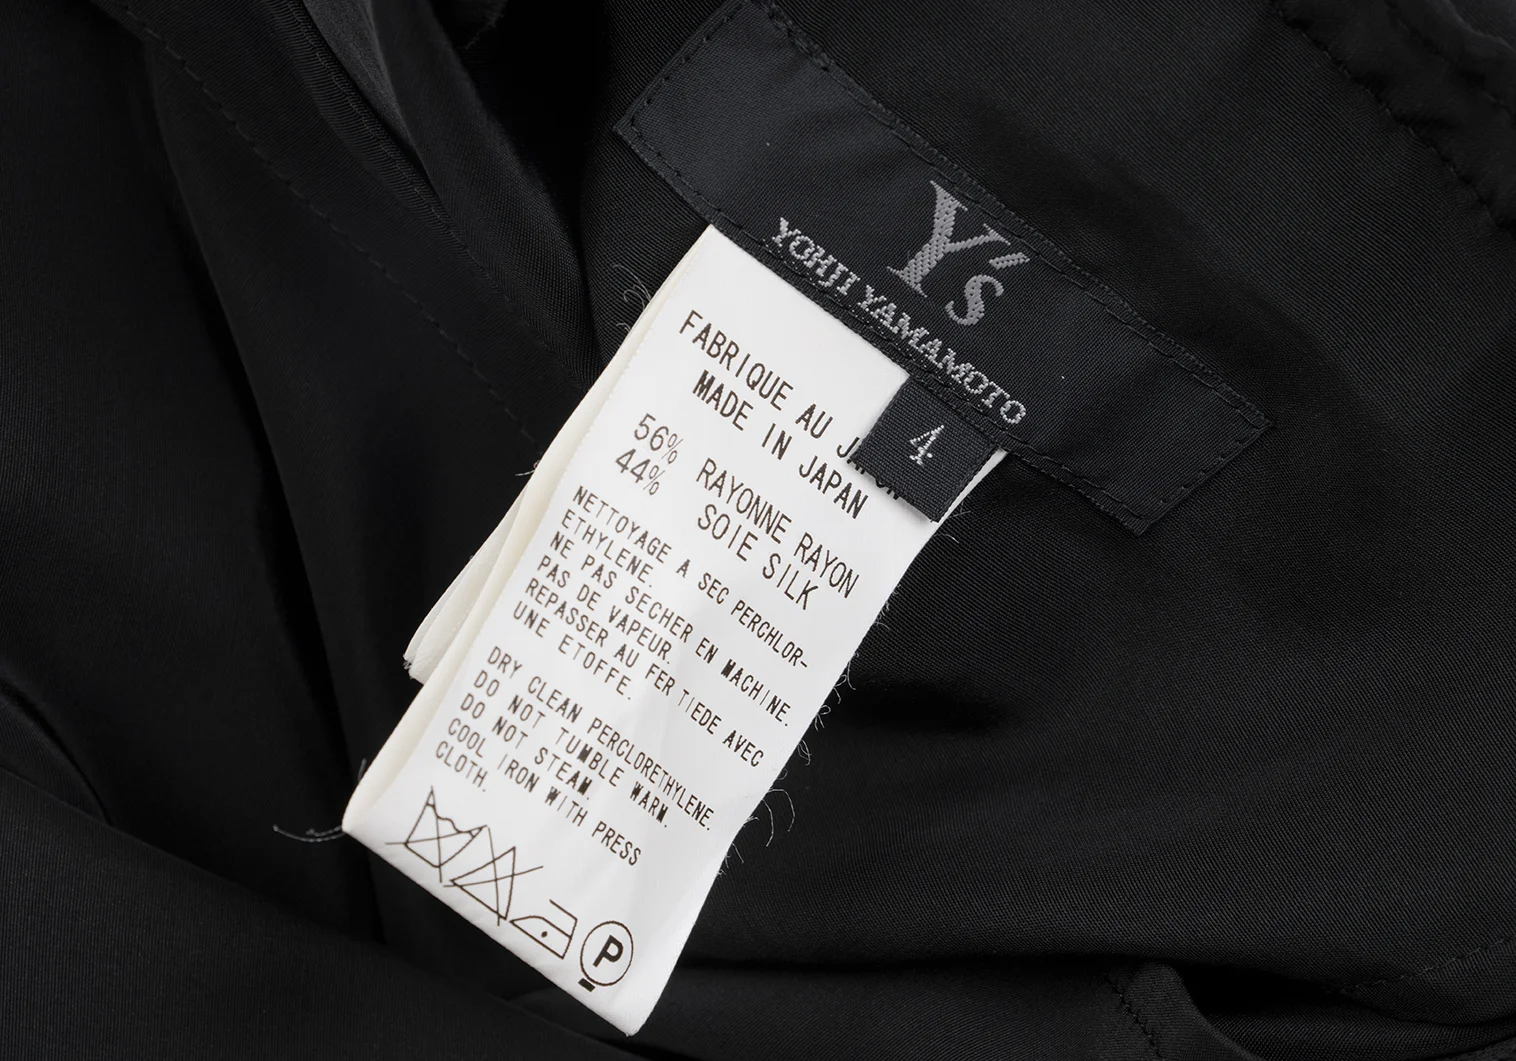 Y's
YOHJI YAMAMOTO
4
FABRIQUE AU
MADE IN JAPAN
56% RAYONNE RAYON
44% SOIE SILK
NETTOYAGE A SEC PERCHLOR-
ETHYLENE.
NE PAS SECHER EN MACHINE.
PAS DE VAPEUR.
REPASSER AU FER TIEDE AVEC
UNE ETOFFE.
DRY CLEAN PERCLORETHYLENE.
DO NOT TUMBLE WARM.
DO NOT STEAM.
COOL IRON WITH PRESS
CLOTH.
P